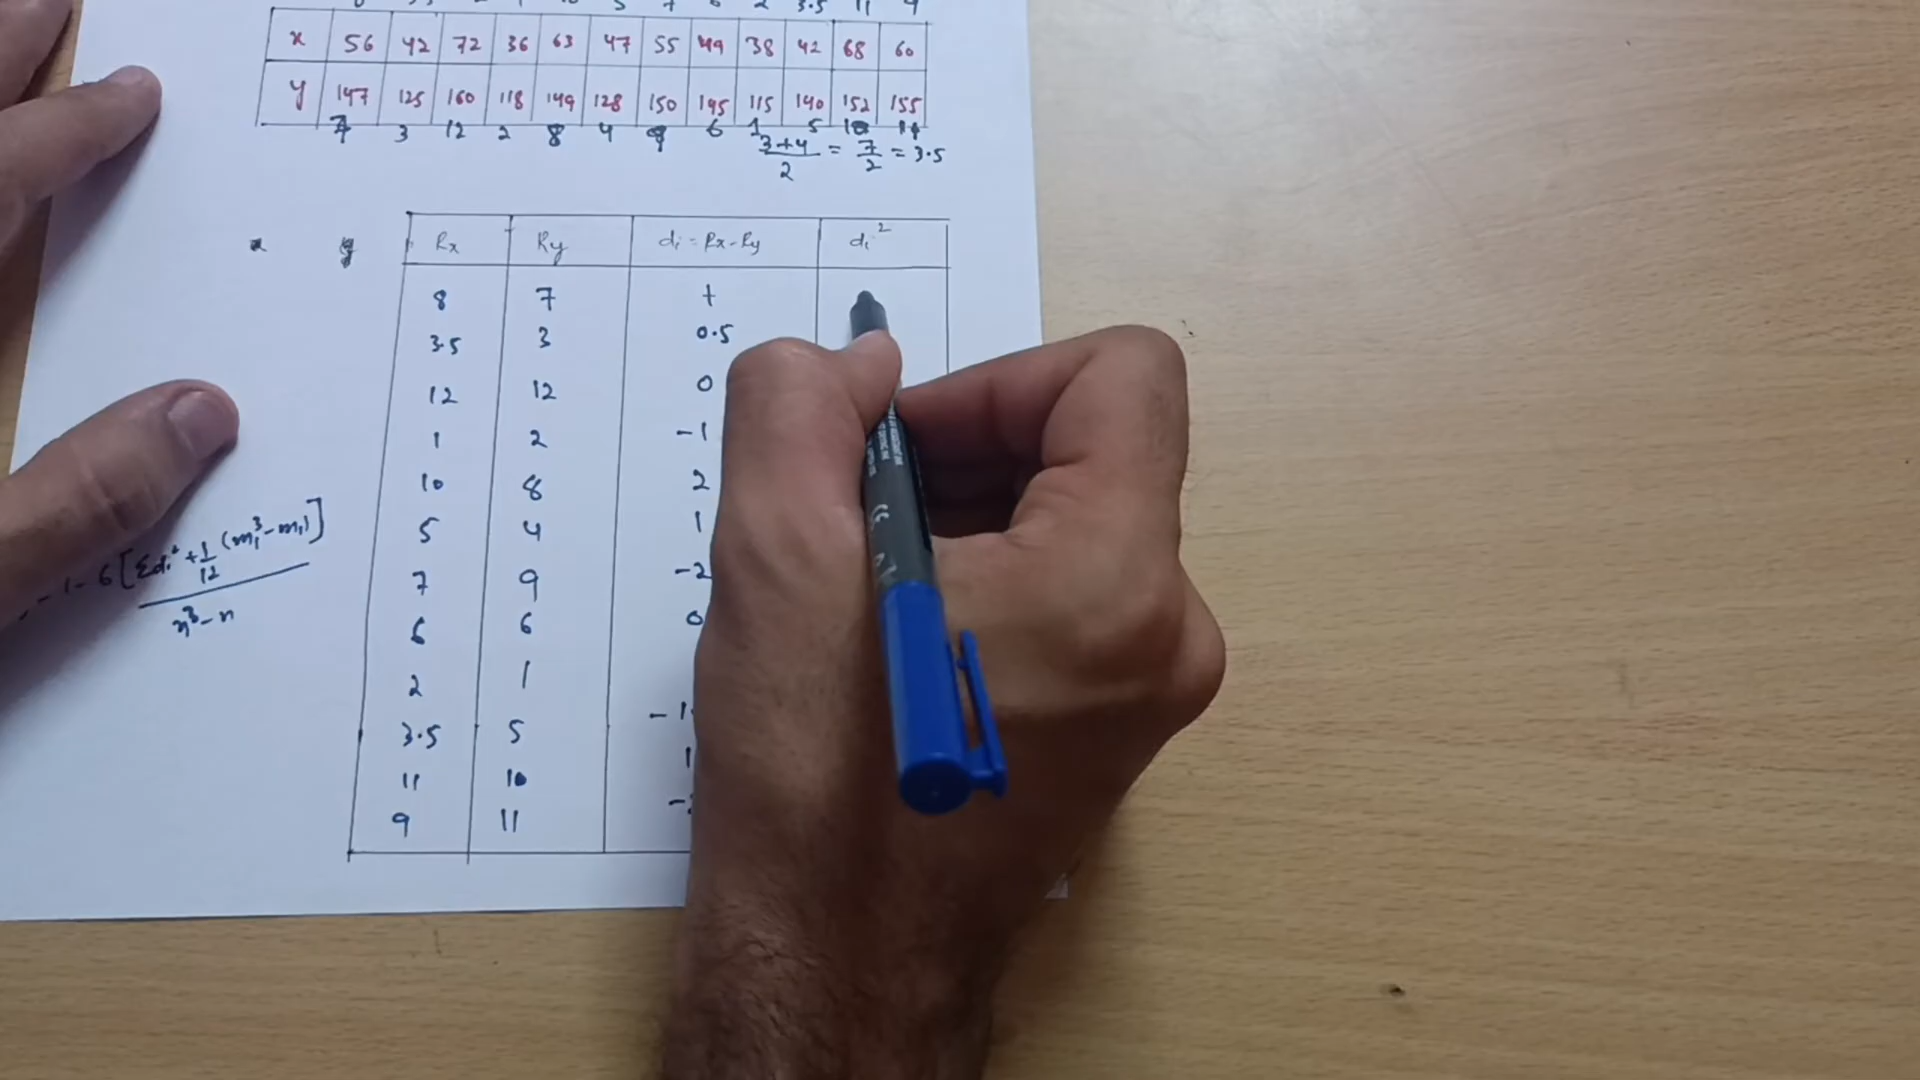 x 56 42 72 36 63 47 55 49 38 42 68 60
y 147 125 160 118 149 128 150 145 115 140 152 155
7 3 12 2 8 4 9 6 1 5 10 11
3+4/2 = 7/2 = 3.5
x y Rx Ry di = Rx-Ry di²
8 7 1
3.5 3 0.5
12 12 0
1 2 -1
10 8 2
5 4 1
7 9 -2
6 6 0
2 1
3.5 5 -1
11 10 1
9 11
1-6[Σdi²+1/12(m₁³-m₁)]
n³-n